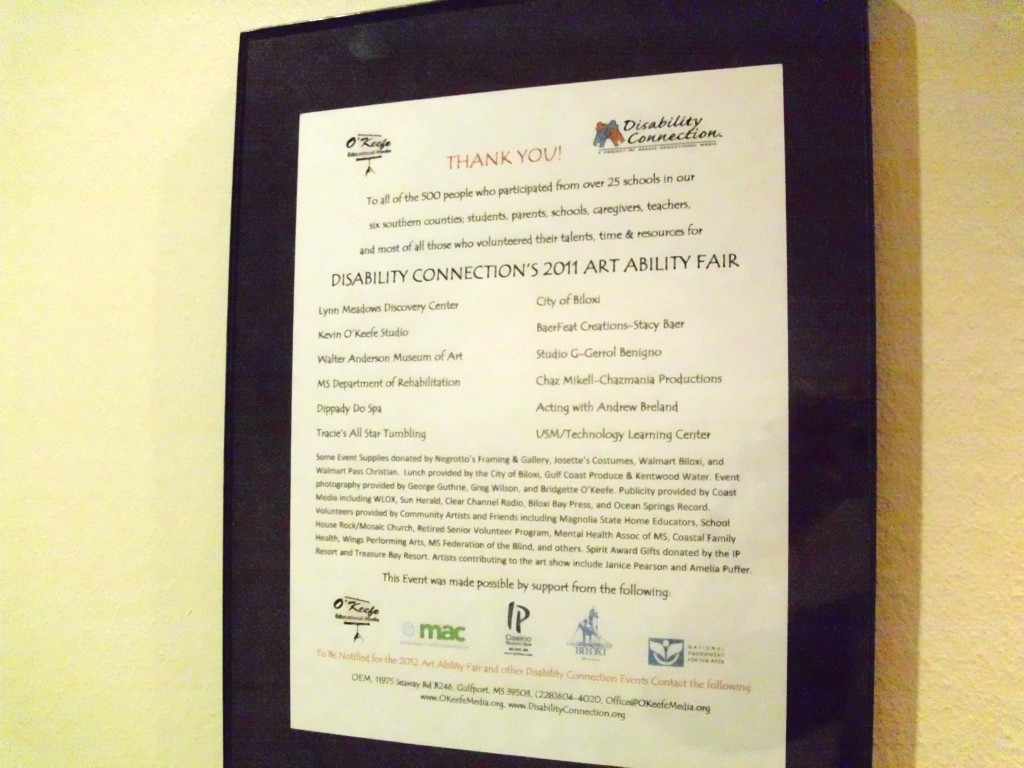 O'Keefe
Educational Media
Disability
Connection
A PROJECT OF OKEEFE EDUCATIONAL MEDIA
THANK YOU!
To all of the 500 people who participated from over 25 schools in our
six southern counties; students, parents, schools, caregivers, teachers,
and most of all those who volunteered their talents, time & resources for
DISABILITY CONNECTION'S 2011 ART ABILITY FAIR
Lynn Meadows Discovery Center
Kevin O'Keefe Studio
Walter Anderson Museum of Art
MS Department of Rehabilitation
Dippady Do Spa
Tracie's All Star Tumbling
City of Biloxi
BaerFeat Creations-Stacy Baer
Studio G-Gerrol Benigno
Chaz Mikell-Chazmania Productions
Acting with Andrew Breland
USM/Technology Learning Center
Some Event Supplies donated by Negrotto's Framing & Gallery, Josette's Costumes, Walmart Biloxi, and
Walmart Pass Christian. Lunch provided by the City of Biloxi, Gulf Coast Produce & Kentwood Water. Event
photography provided by George Guthrie, Greg Wilson, and Bridgette O'Keefe. Publicity provided by Coast
Media including WLOX, Sun Herald, Clear Channel Radio, Biloxi Bay Press, and Ocean Springs Record.
Volunteers provided by Community Artists and Friends including Magnolia State Home Educators, School
House Rock/Mosaic Church, Retired Senior Volunteer Program, Mental Health Assoc of MS, Coastal Family
Health, Wings Performing Arts, MS Federation of the Blind, and others. Spirit Award Gifts donated by the IP
Resort and Treasure Bay Resort. Artists contributing to the art show include Janice Pearson and Amelia Puffer.
This Event was made possible by support from the following:
O'Keefe
Educational Media
mac
IP
Casino
BILOXI
NATIONAL
ENDOWMENT
FOR THE ARTS
To Be Notified for the 2012 Art Ability Fair and other Disability Connection Events Contact the following:
OEM, 11975 Seaway Rd B246, Gulfport, MS 39503, (228)604-4020, Office@OKeefeMedia.org
www.OKeefeMedia.org, www.DisabilityConnection.org